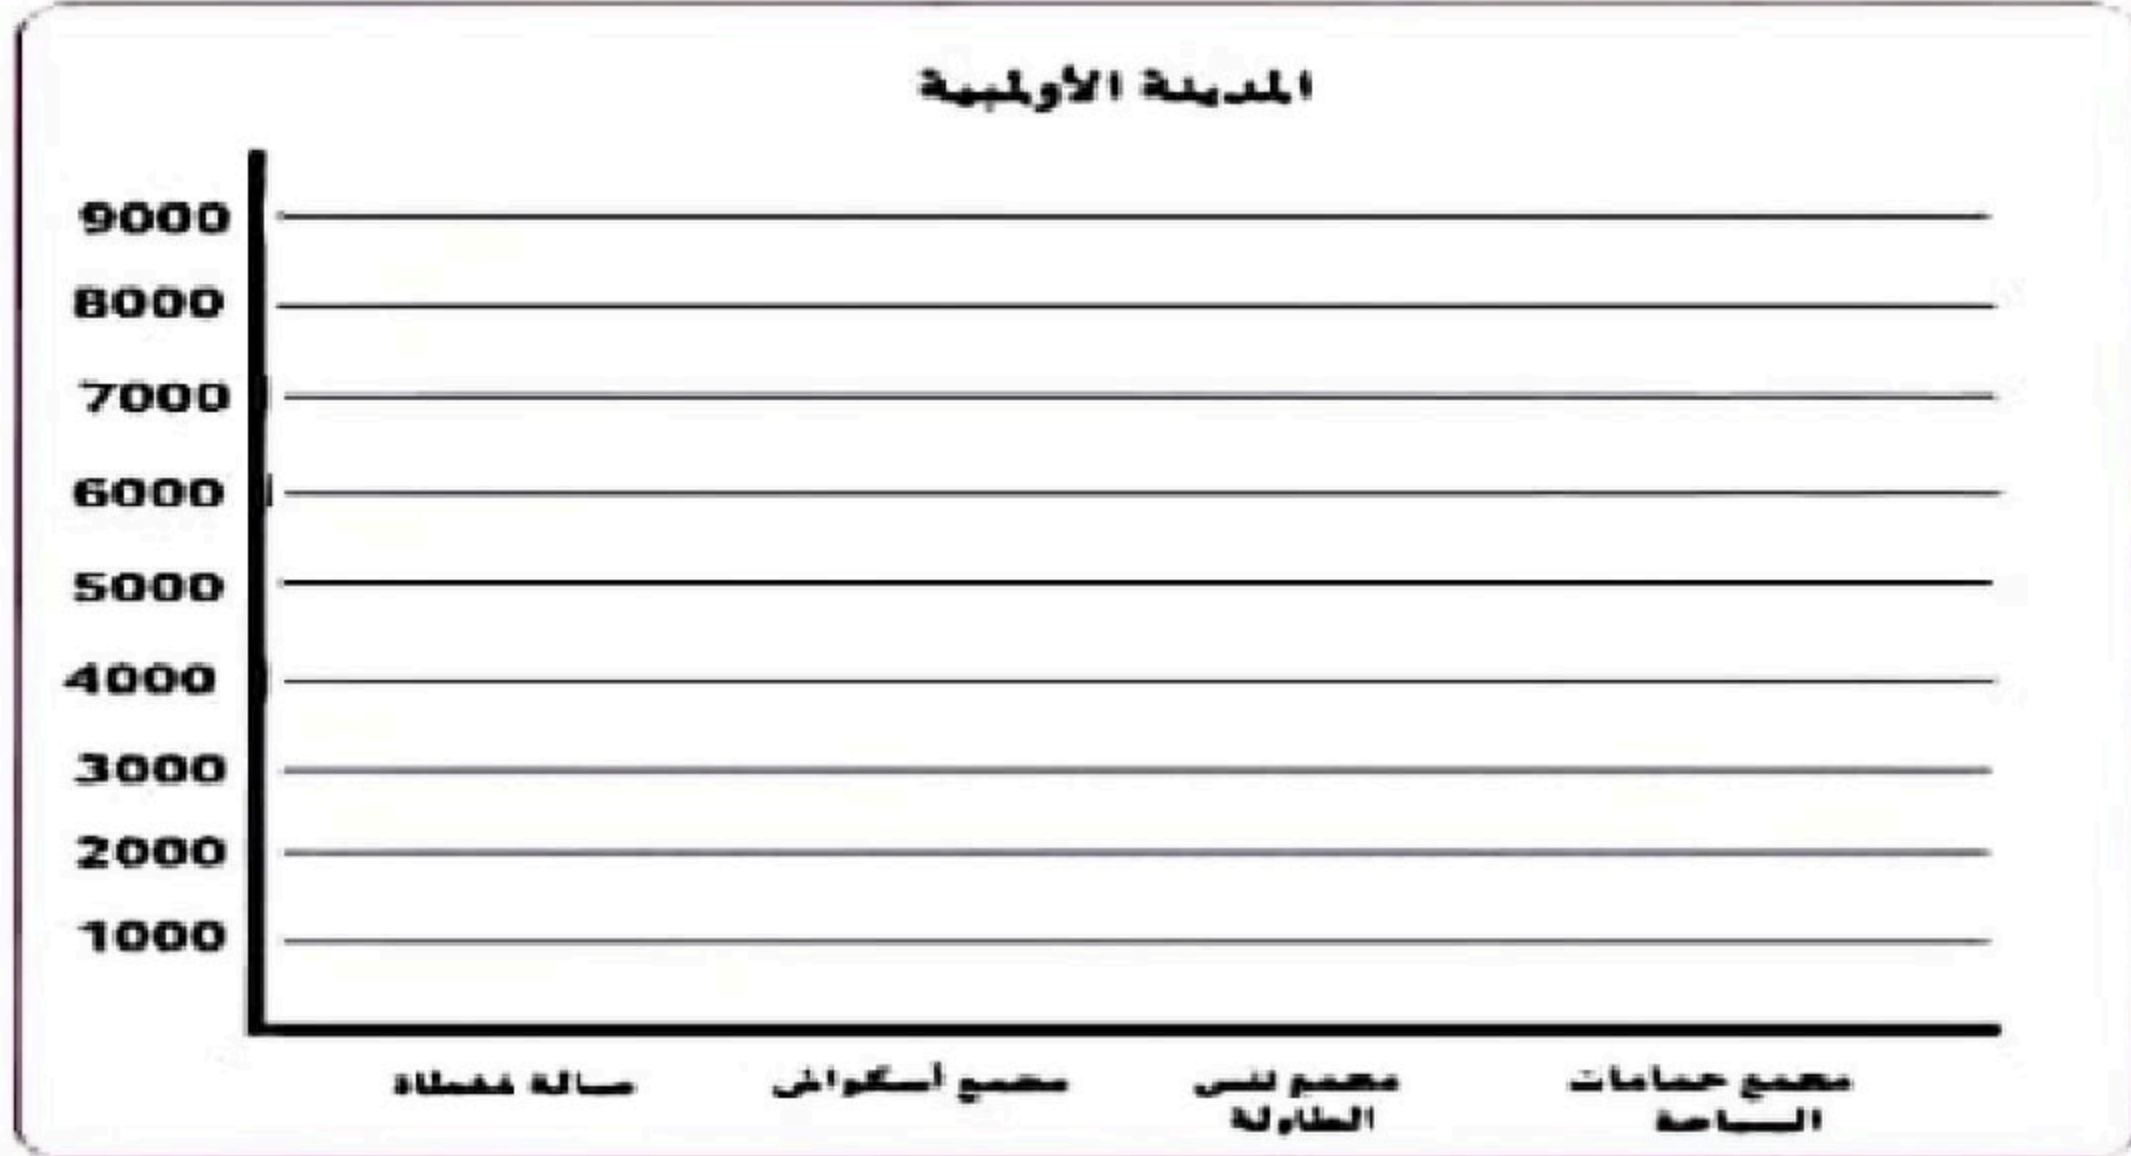 المدينة الأولمبية
9000
8000
7000
6000
5000
4000
3000
2000
1000
صالة مغطاة
مجمع أسكواش
مجمع تنس
الطاولة
مجمع حمامات
السباحة